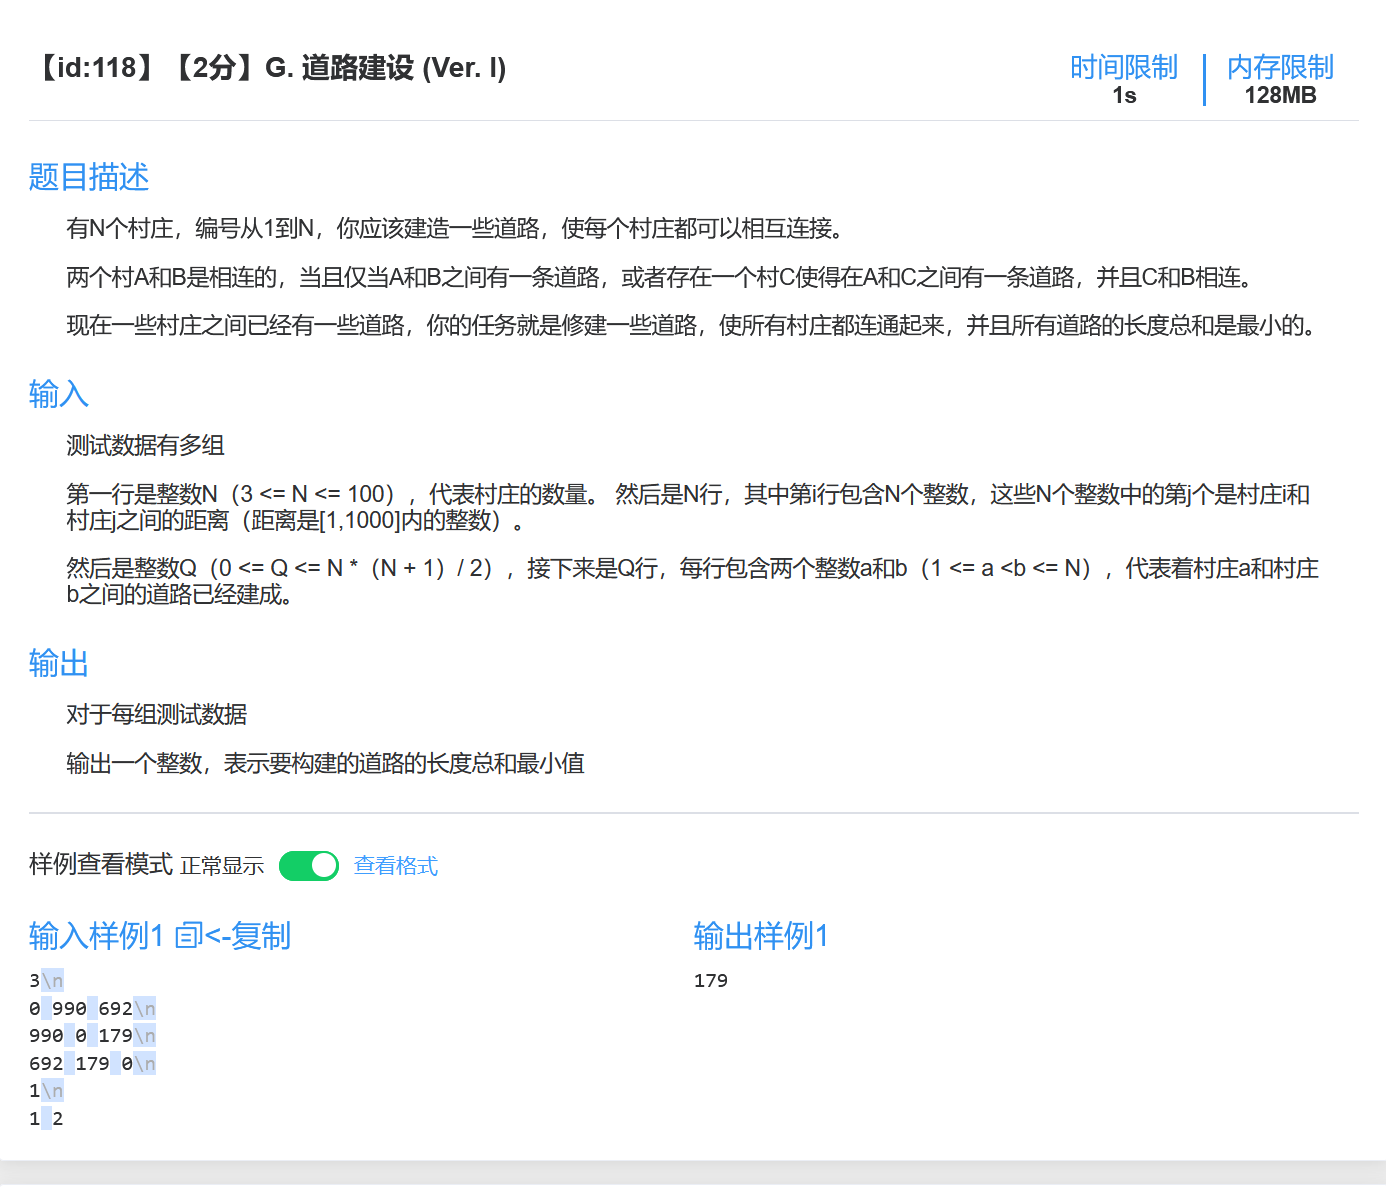 【id:118】【2分】G. 道路建设 (Ver. I)
时间限制
1s
内存限制
128MB
题目描述
有N个村庄，编号从1到N，你应该建造一些道路，使每个村庄都可以相互连接。
两个村A和B是相连的，当且仅当A和B之间有一条道路，或者存在一个村C使得在A和C之间有一条道路，并且C和B相连。
现在一些村庄之间已经有一些道路，你的任务就是修建一些道路，使所有村庄都连通起来，并且所有道路的长度总和是最小的。
输入
测试数据有多组
第一行是整数N（3 <= N <= 100），代表村庄的数量。 然后是N行，其中第i行包含N个整数，这些N个整数中的第j个是村庄i和
村庄j之间的距离（距离是[1,1000]内的整数）。
然后是整数Q（0 <= Q <= N *（N + 1）/ 2），接下来是Q行，每行包含两个整数a和b（1 <= a <b <= N），代表着村庄a和村庄
b之间的道路已经建成。
输出
对于每组测试数据
输出一个整数，表示要构建的道路的长度总和最小值
样例查看模式 正常显示 查看格式
输入样例1 <-复制
3\n
0 990 692\n
990 0 179\n
692 179 0\n
1\n
1 2
输出样例1
179